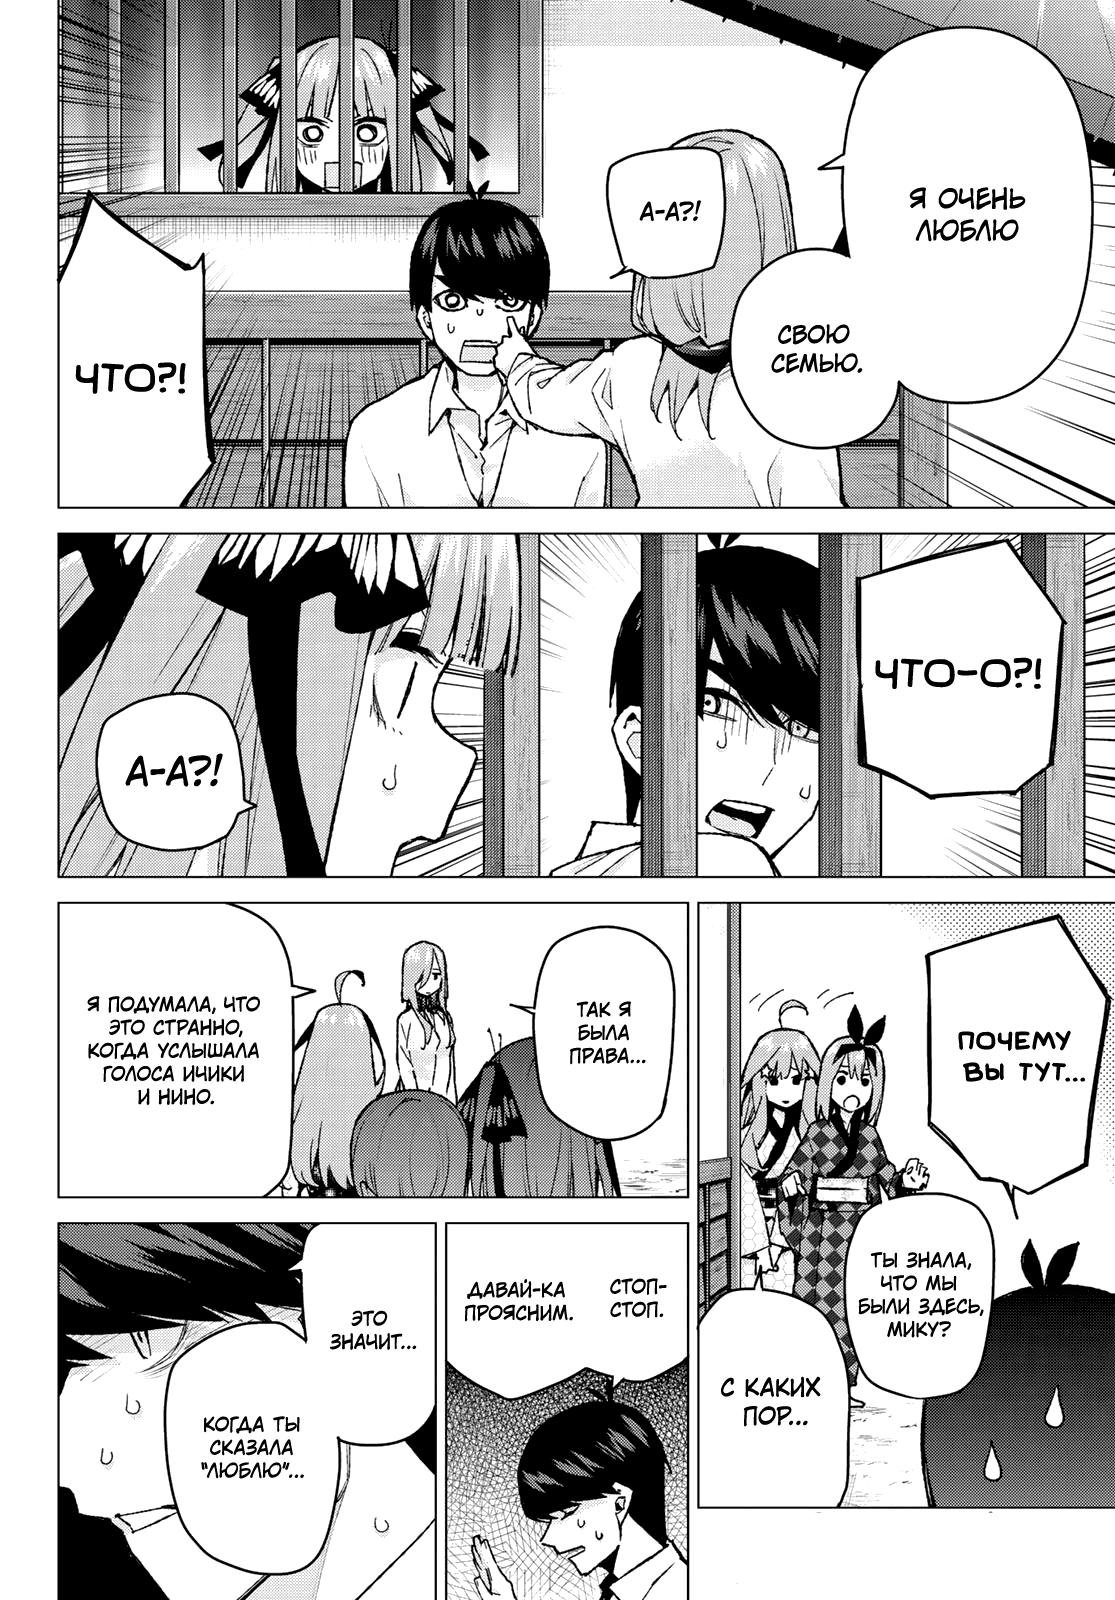 Я ОЧЕНЬ
ЛЮБЛЮ
СВОЮ
СЕМЬЮ.
А-А?!
ЧТО?!
ЧТО-О?!
А-А?!
ПОЧЕМУ
ВЫ ТУТ...
ТЫ ЗНАЛА,
ЧТО МЫ
БЫЛИ ЗДЕСЬ,
МИКУ?
С КАКИХ
ПОР...
ТАК Я
БЫЛА
ПРАВА...
Я ПОДУМАЛА, ЧТО
ЭТО СТРАННО,
КОГДА УСЛЫШАЛА
ГОЛОСА ИЧИКИ
И НИНО.
СТОП-
СТОП.
ДАВАЙ-КА
ПРОЯСНИМ.
ЭТО
ЗНАЧИТ...
КОГДА ТЫ
СКАЗАЛА
"ЛЮБЛЮ"...